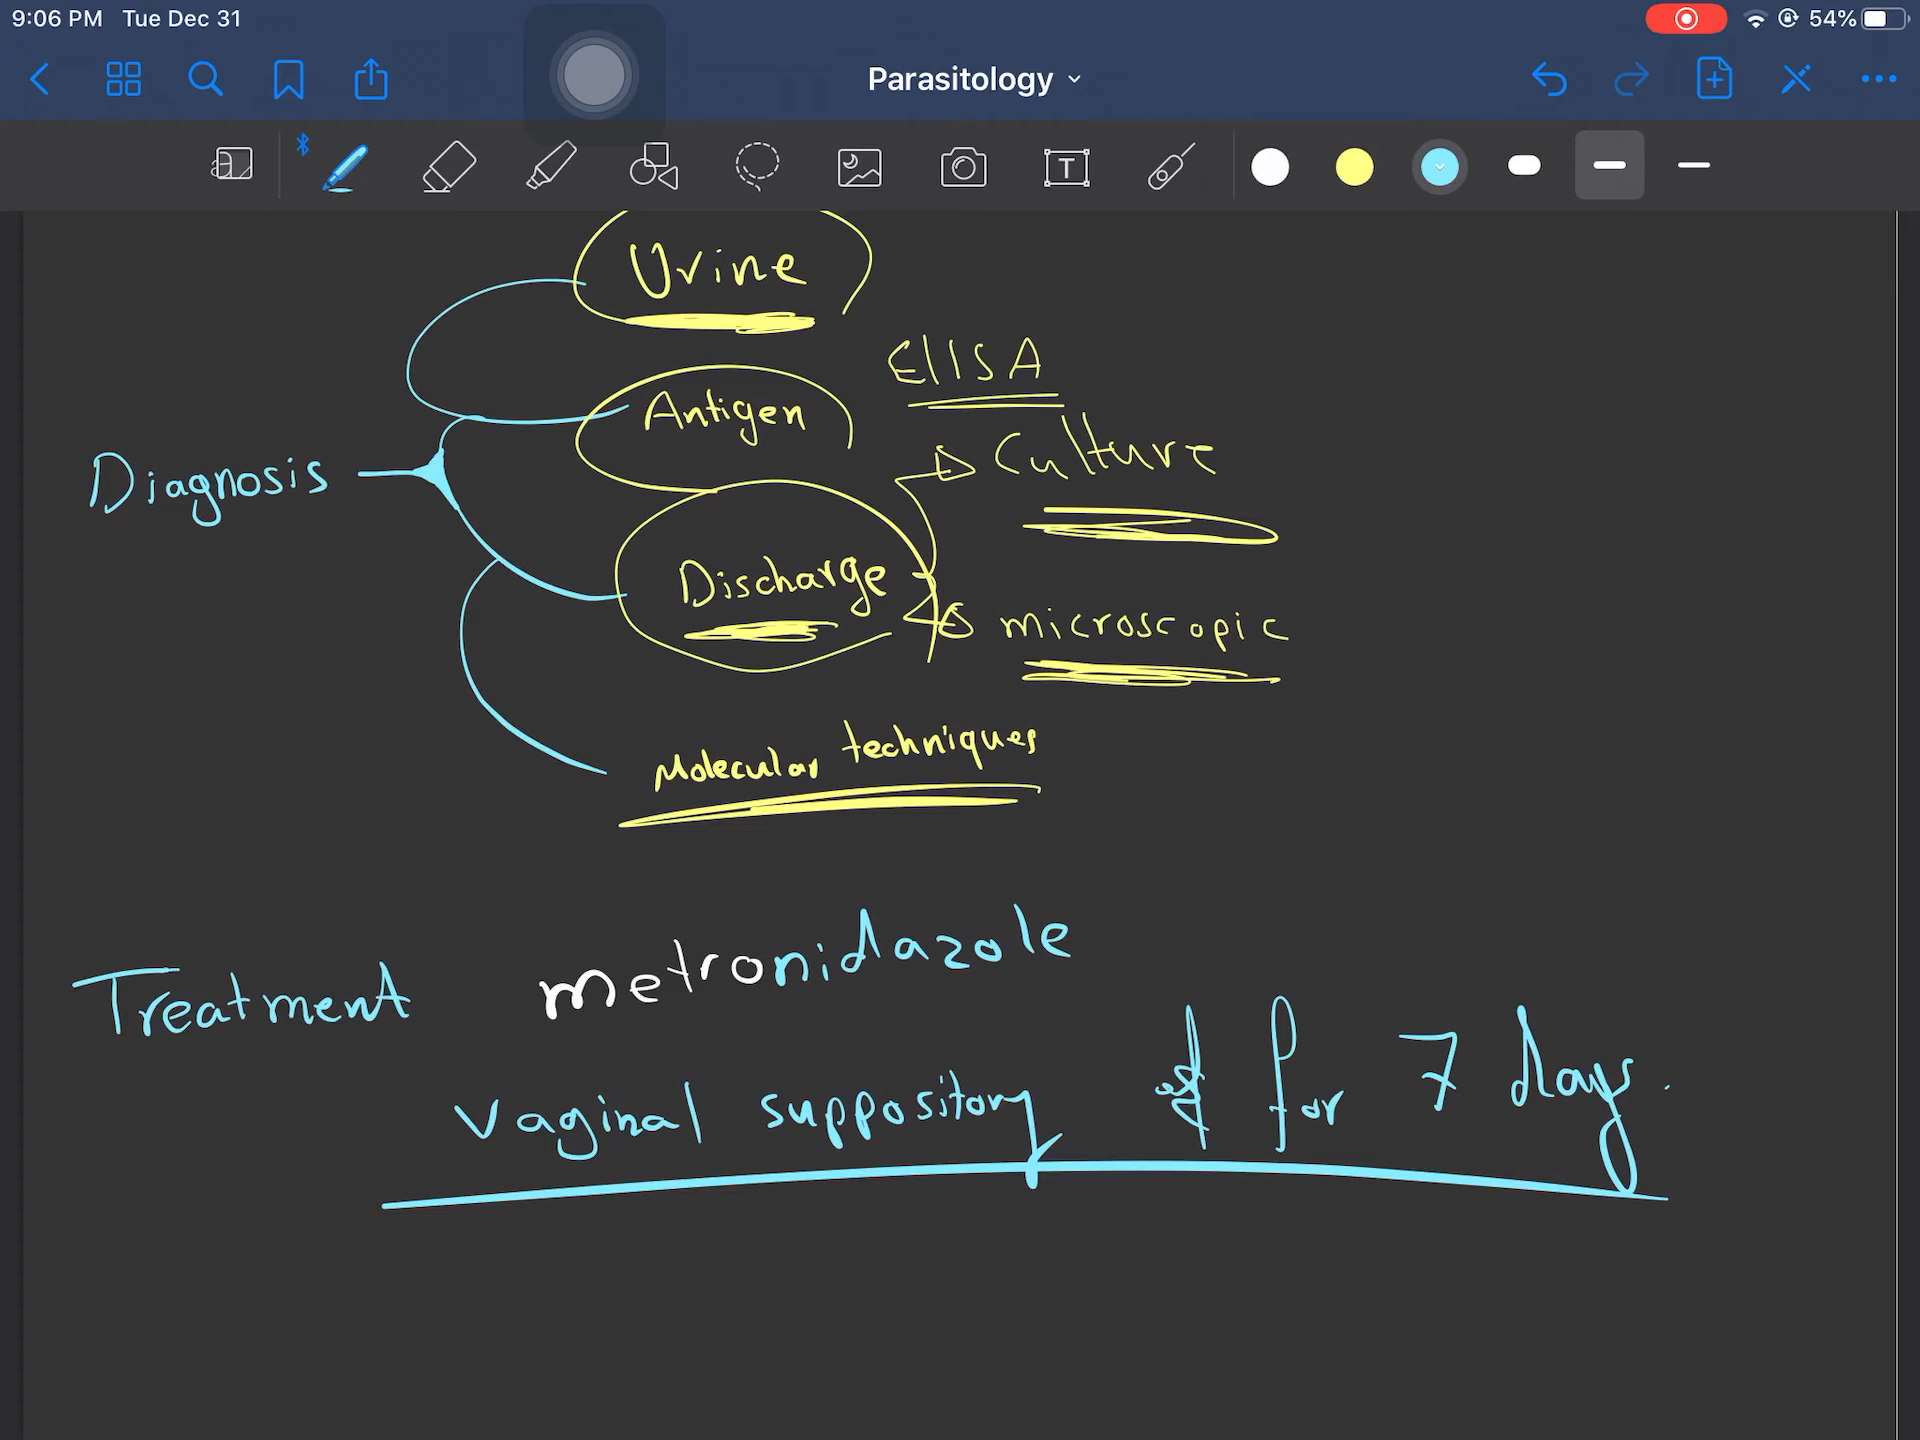 9:06 PM Tue Dec 31
54%
Parasitology
T
Urine
ElISA
Antigen
Culture
Diagnosis
Discharge
microscopic
Molecular techniques
Treatment metronidazole
vaginal suppository for 7 days.